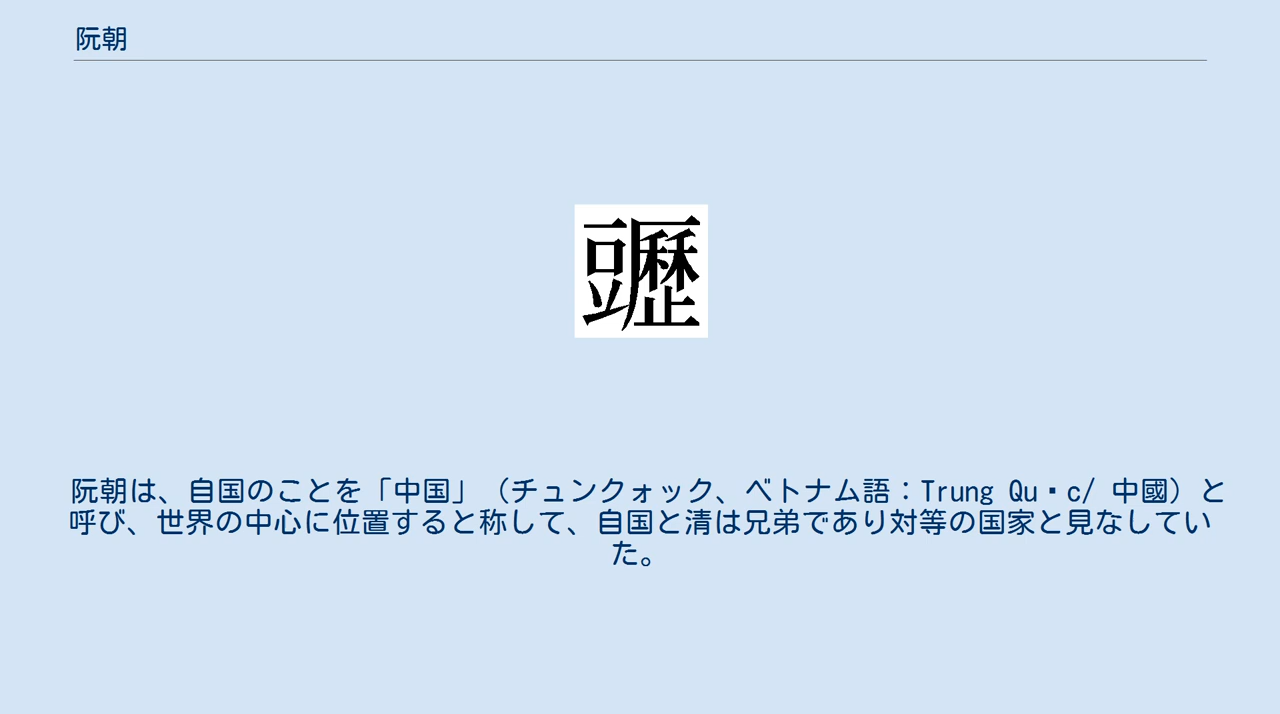 阮朝
阮朝は、自国のことを「中国」（チュンクォック、ベトナム語：Trung Qu・c/ 中國）と
呼び、世界の中心に位置すると称して、自国と清は兄弟であり対等の国家と見なしてい
た。